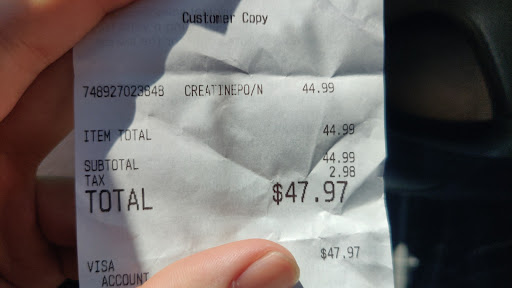 Customer Copy
748927023848 CREATINEPO/N 44.99
ITEM TOTAL 44.99
SUBTOTAL 44.99
TAX 2.98
TOTAL $47.97
VISA $47.97
ACCOUNT